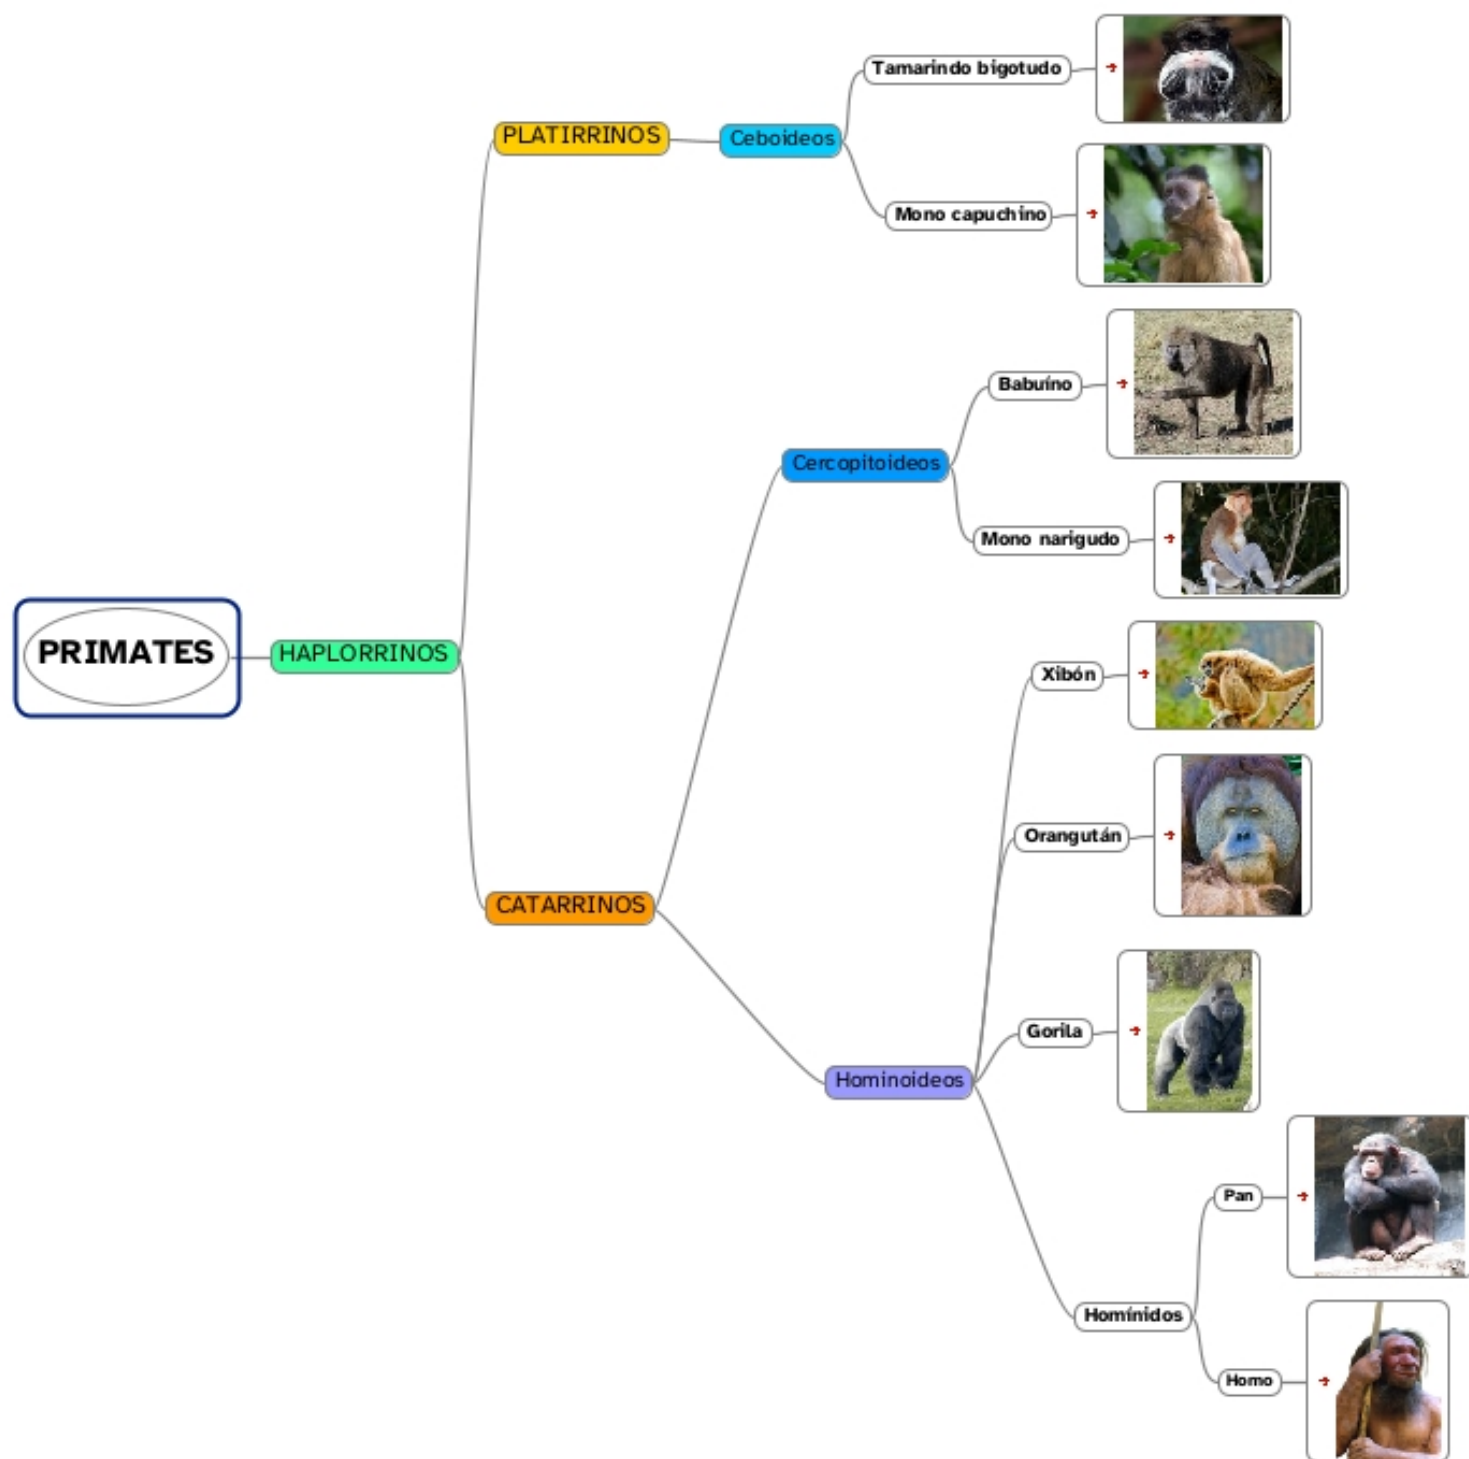 PRIMATES
HAPLORRINOS
PLATIRRINOS
Ceboideos
Tamarindo bigotudo
Mono capuchino
CATARRINOS
Cercopitoideos
Babuíno
Mono narigudo
Hominoideos
Xibón
Orangután
Gorila
Homínidos
Pan
Homo